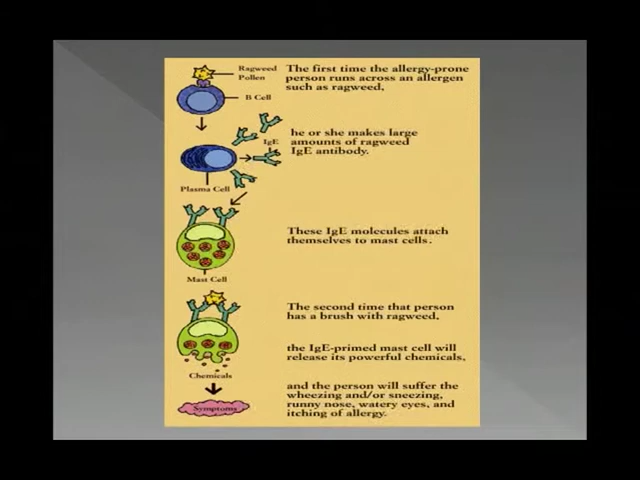 Ragweed
Pollen
The first time the allergy-prone
person runs across an allergen
such as ragweed,
B Cell
he or she makes large
amounts of ragweed
IgE antibody.
IgE
Plasma Cell
These IgE molecules attach
themselves to mast cells.
Mast Cell
The second time that person
has a brush with ragweed,
the IgE-primed mast cell will
release its powerful chemicals,
Chemicals
and the person will suffer the
wheezing and/or sneezing,
runny nose, watery eyes, and
itching of allergy.
Symptoms